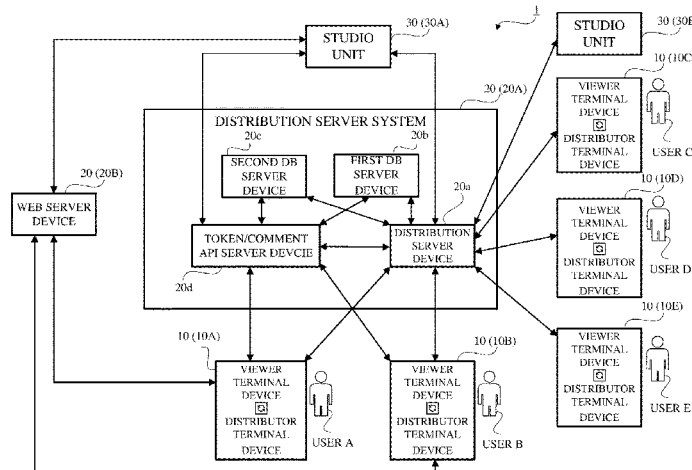 1
30 (30A)
STUDIO
UNIT
30 (30B)
STUDIO
UNIT
20 (20A)
DISTRIBUTION SERVER SYSTEM
20c
SECOND DB
SERVER
DEVICE
20b
FIRST DB
SERVER
DEVICE
20a
DISTRIBUTION
SERVER
DEVICE
TOKEN/COMMENT
API SERVER DEVCIE
20d
20 (20B)
WEB SERVER
DEVICE
10 (10C)
VIEWER
TERMINAL
DEVICE
DISTRIBUTOR
TERMINAL
DEVICE
USER C
10 (10D)
VIEWER
TERMINAL
DEVICE
DISTRIBUTOR
TERMINAL
DEVICE
USER D
10 (10E)
VIEWER
TERMINAL
DEVICE
DISTRIBUTOR
TERMINAL
DEVICE
USER E
10 (10A)
VIEWER
TERMINAL
DEVICE
DISTRIBUTOR
TERMINAL
DEVICE
USER A
10 (10B)
VIEWER
TERMINAL
DEVICE
DISTRIBUTOR
TERMINAL
DEVICE
USER B